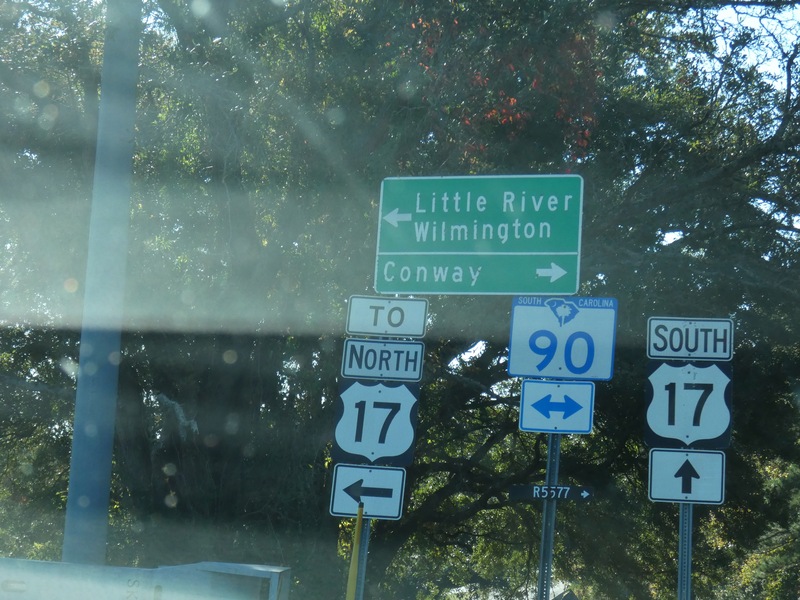 Little River
Wilmington
Conway
TO
NORTH
17
SOUTH CAROLINA
90
R5577
SOUTH
17